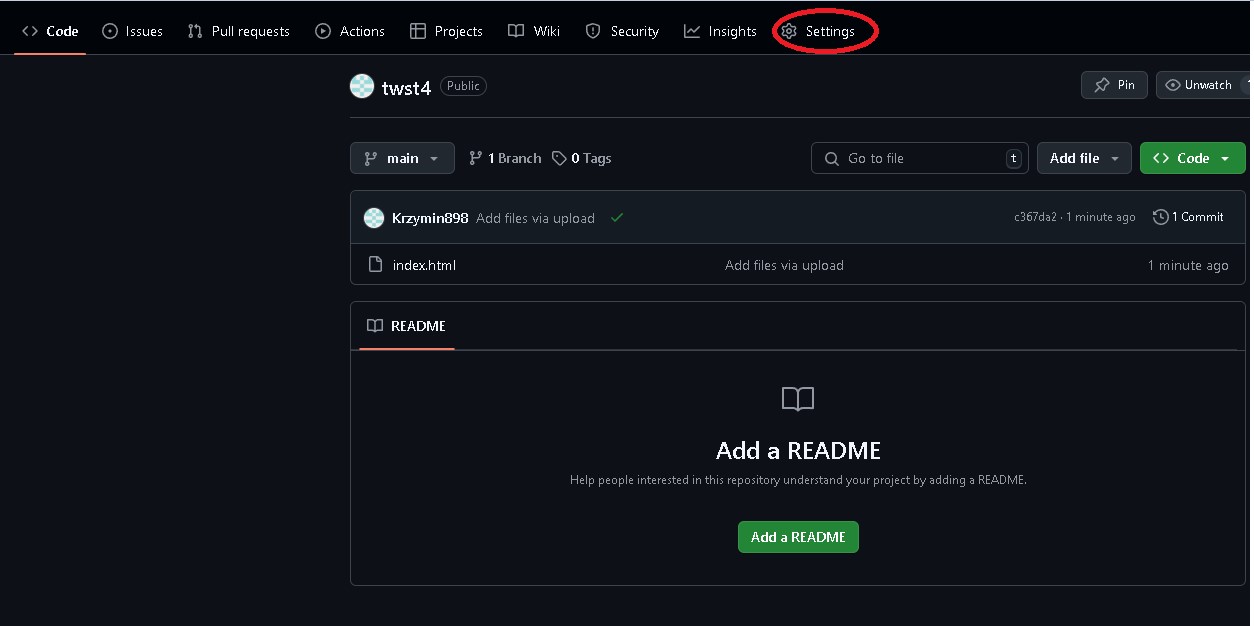 Code Issues Pull requests Actions Projects Wiki Security Insights Settings
twst4 Public Pin Unwatch 1
main 1 Branch 0 Tags Go to file t Add file Code
Krzymin898 Add files via upload c367da2 · 1 minute ago 1 Commit
index.html Add files via upload 1 minute ago
README
Add a README
Help people interested in this repository understand your project by adding a README.
Add a README